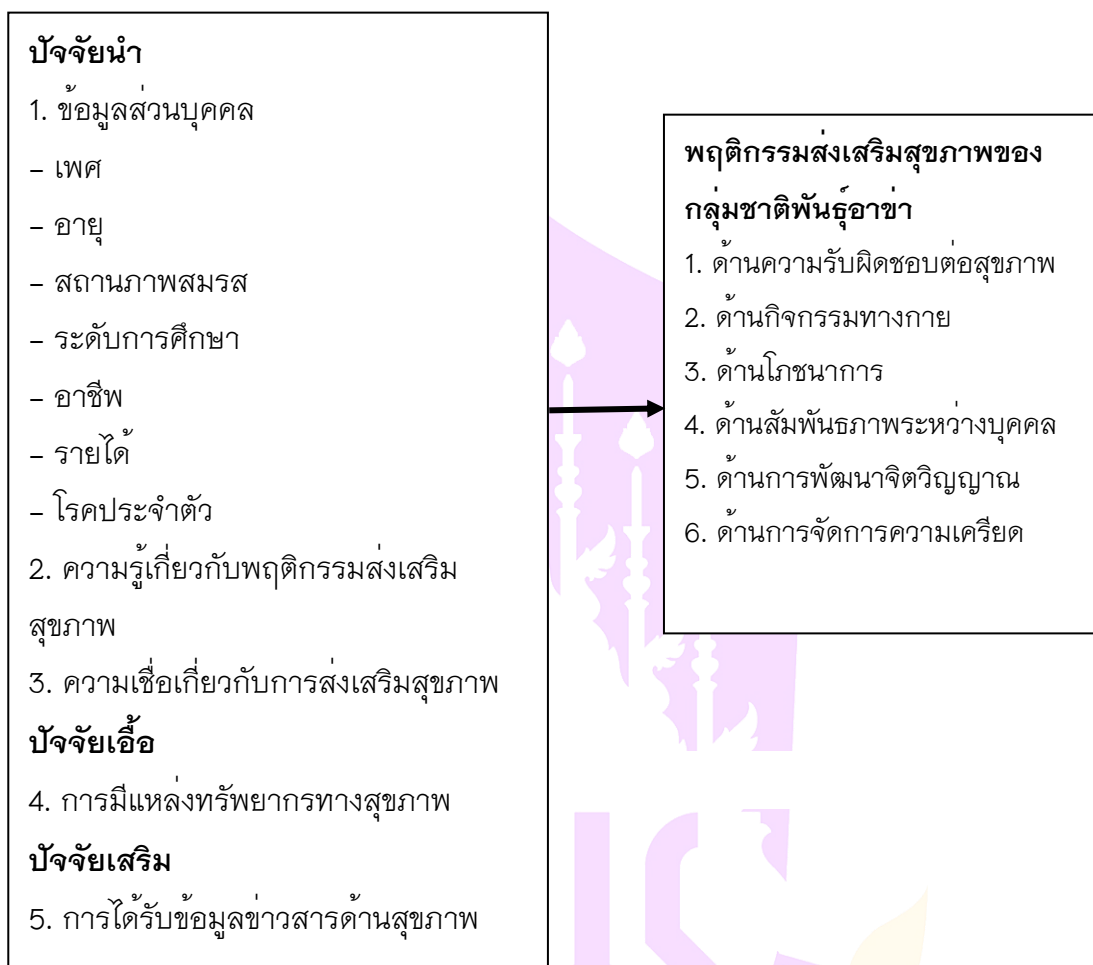 ปัจจัยนำ
1. ข้อมูลส่วนบุคคล
– เพศ
– อายุ
– สถานภาพสมรส
– ระดับการศึกษา
– อาชีพ
– รายได้
– โรคประจำตัว
2. ความรู้เกี่ยวกับพฤติกรรมส่งเสริม
สุขภาพ
3. ความเชื่อเกี่ยวกับการส่งเสริมสุขภาพ
ปัจจัยเอื้อ
4. การมีแหล่งทรัพยากรทางสุขภาพ
ปัจจัยเสริม
5. การได้รับข้อมูลข่าวสารด้านสุขภาพ
พฤติกรรมส่งเสริมสุขภาพของ
กลุ่มชาติพันธุ์อาข่า
1. ด้านความรับผิดชอบต่อสุขภาพ
2. ด้านกิจกรรมทางกาย
3. ด้านโภชนาการ
4. ด้านสัมพันธภาพระหว่างบุคคล
5. ด้านการพัฒนาจิตวิญญาณ
6. ด้านการจัดการความเครียด